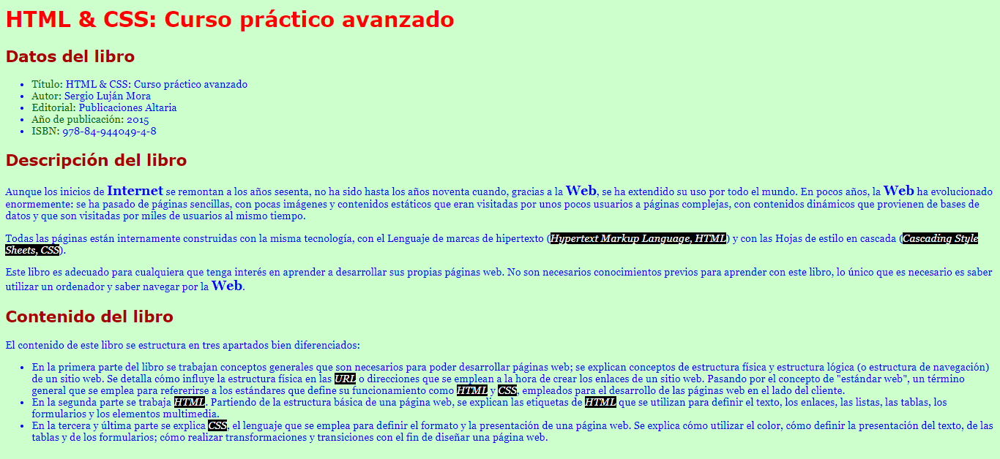 HTML & CSS: Curso práctico avanzado
Datos del libro
Título: HTML & CSS: Curso práctico avanzado
Autor: Sergio Luján Mora
Editorial: Publicaciones Altaria
Año de publicación: 2015
ISBN: 978-84-944049-4-8
Descripción del libro
Aunque los inicios de Internet se remontan a los años sesenta, no ha sido hasta los años noventa cuando, gracias a la Web, se ha extendido su uso por todo el mundo. En pocos años, la Web ha evolucionado
enormemente: se ha pasado de páginas sencillas, con pocas imágenes y contenidos estáticos que eran visitadas por unos pocos usuarios a páginas complejas, con contenidos dinámicos que provienen de bases de
datos y que son visitadas por miles de usuarios al mismo tiempo.
Todas las páginas están internamente construidas con la misma tecnología, con el Lenguaje de marcas de hipertexto (Hypertext Markup Language, HTML) y con las Hojas de estilo en cascada (Cascading Style
Sheets, CSS).
Este libro es adecuado para cualquiera que tenga interés en aprender a desarrollar sus propias páginas web. No son necesarios conocimientos previos para aprender con este libro, lo único que es necesario es saber
utilizar un ordenador y saber navegar por la Web.
Contenido del libro
El contenido de este libro se estructura en tres apartados bien diferenciados:
En la primera parte del libro se trabajan conceptos generales que son necesarios para poder desarrollar páginas web; se explican conceptos de estructura física y estructura lógica (o estructura de navegación)
de un sitio web. Se detalla cómo influye la estructura física en las URL o direcciones que se emplean a la hora de crear los enlaces de un sitio web. Pasando por el concepto de "estándar web", un término
general que se emplea para refererirse a los estándares que define su funcionamiento como HTML y CSS, empleados para el desarrollo de las páginas web en el lado del cliente.
En la segunda parte se trabaja HTML. Partiendo de la estructura básica de una página web, se explican las etiquetas de HTML que se utilizan para definir el texto, los enlaces, las listas, las tablas, los
formularios y los elementos multimedia.
En la tercera y última parte se explica CSS, el lenguaje que se emplea para definir el formato y la presentación de una página web. Se explica cómo utilizar el color, cómo definir la presentación del texto, de las
tablas y de los formularios; cómo realizar transformaciones y transiciones con el fin de diseñar una página web.